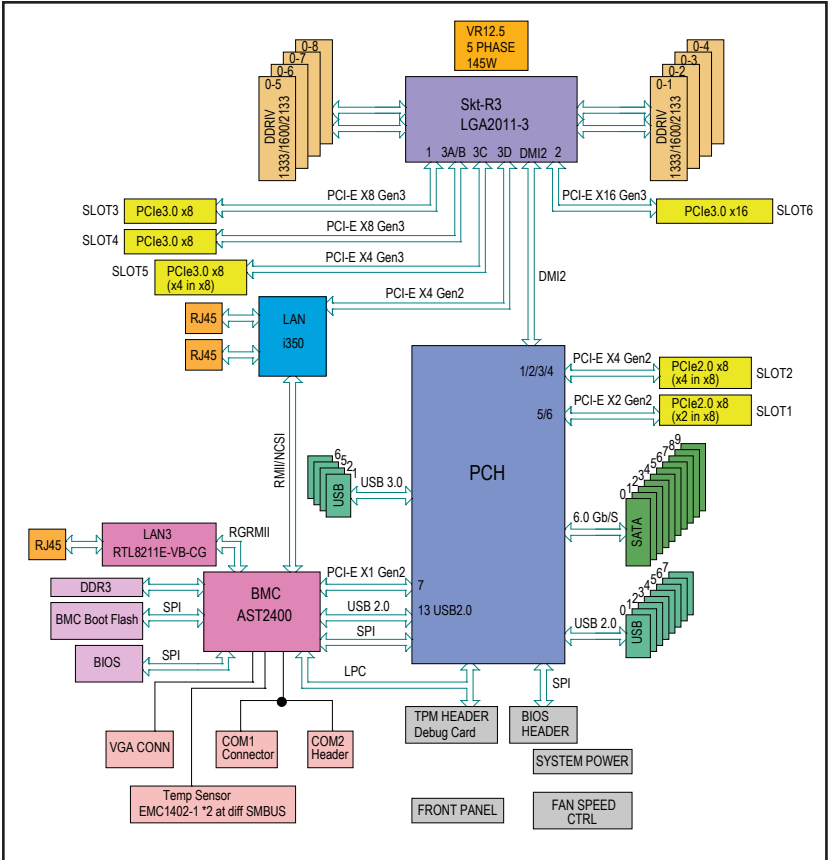 VR12.5
5 PHASE
145W
0-8
0-7
0-6
0-5
DDRIV
1333/1600/2133
0-4
0-3
0-2
0-1
DDRIV
1333/1600/2133
Skt-R3
LGA2011-3
1 3A/B 3C 3D DMI2 2
SLOT3
PCIe3.0 x8
PCI-E X8 Gen3
PCI-E X16 Gen3
PCIe3.0 x16
SLOT6
SLOT4
PCIe3.0 x8
PCI-E X8 Gen3
SLOT5
PCIe3.0 x8
(x4 in x8)
PCI-E X4 Gen3
DMI2
PCI-E X4 Gen2
RJ45
RJ45
LAN
i350
1/2/3/4
PCI-E X4 Gen2
PCIe2.0 x8
(x4 in x8)
SLOT2
5/6
PCI-E X2 Gen2
PCIe2.0 x8
(x2 in x8)
SLOT1
PCH
RMII/NCSI
6
5
2
1
USB
USB 3.0
6.0 Gb/S
0
1
2
3
4
5
6
7
8
9
SATA
RJ45
LAN3
RTL8211E-VB-CG
RGRMII
DDR3
BMC Boot Flash
SPI
BIOS
SPI
BMC
AST2400
PCI-E X1 Gen2
7
USB 2.0
13 USB2.0
SPI
LPC
USB 2.0
0
1
2
3
4
5
6
7
USB
SPI
TPM HEADER
Debug Card
BIOS
HEADER
VGA CONN
COM1
Connector
COM2
Header
SYSTEM POWER
Temp Sensor
EMC1402-1 *2 at diff SMBUS
FRONT PANEL
FAN SPEED
CTRL